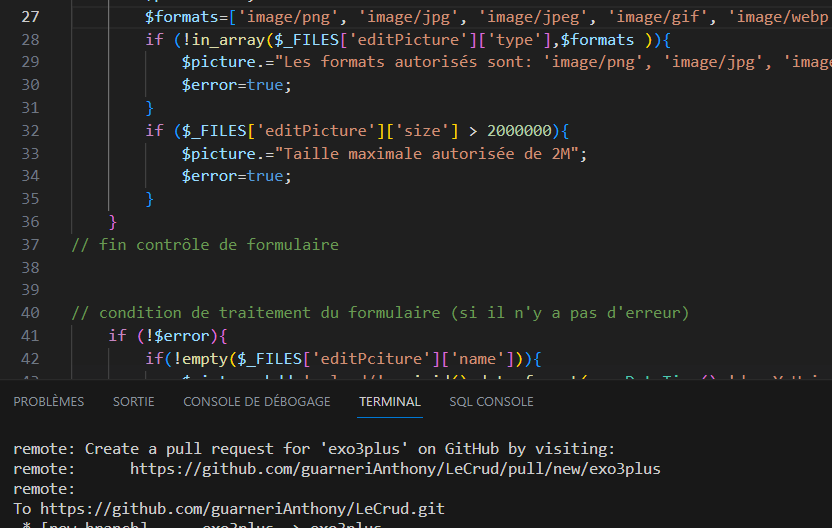 27 $formats=['image/png', 'image/jpg', 'image/jpeg', 'image/gif', 'image/webp
28 if (!in_array($_FILES['editPicture']['type'],$formats )){
29 $picture.="Les formats autorisés sont: 'image/png', 'image/jpg', 'image
30 $error=true;
31 }
32 if ($_FILES['editPicture']['size'] > 2000000){
33 $picture.="Taille maximale autorisée de 2M";
34 $error=true;
35 }
36 }
37 // fin contrôle de formulaire
38
39
40 // condition de traitement du formulaire (si il n'y a pas d'erreur)
41 if (!$error){
42 if(!empty($_FILES['editPciture']['name'])){
PROBLÈMES SORTIE CONSOLE DE DÉBOGAGE TERMINAL SQL CONSOLE
remote: Create a pull request for 'exo3plus' on GitHub by visiting:
remote: https://github.com/guarneriAnthony/LeCrud/pull/new/exo3plus
remote:
To https://github.com/guarneriAnthony/LeCrud.git
* [new branch] exo3plus -> exo3plus